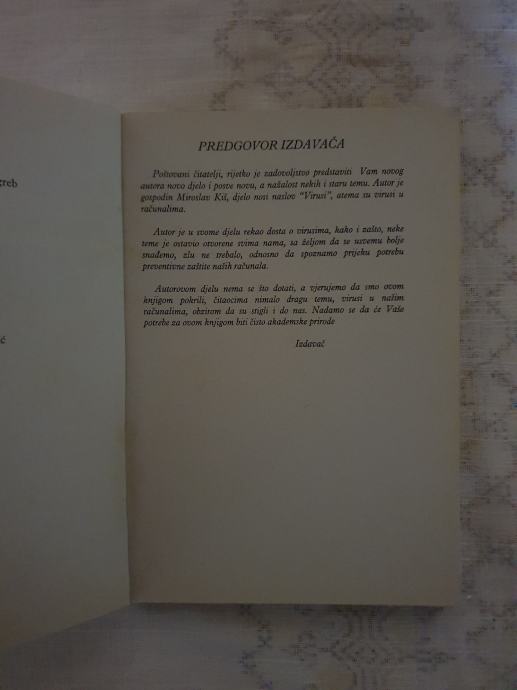 greb
ć
PREDGOVOR IZDAVAČA
Poštovani čitatelji, rijetko je zadovoljstvo predstaviti Vam novog
autora novo djelo i posve novu, a nažalost nekih i staru temu. Autor je
gospodin Miroslav Kiš, djelo nosi naslov "Virusi", atema su virusi u
računalima.
Autor je u svome djelu rekao dosta o virusima, kako i zašto, neke
teme je ostavio otvorene svima nama, sa željom da se usvemu bolje
snađemo, zlu ne trebalo, odnosno da spoznamo prijeku potrebu
preventivne zaštite naših računala.
Autorovom djelu nema se što dotati, a vjerujemo da smo ovom
knjigom pokrili, čitaocima nimalo dragu temu, virusi u našim
računalima, obzirom da su stigli i do nas. Nadamo se da će Vaše
potrebe za ovom knjigom biti čisto akademske prirode
Izdavač